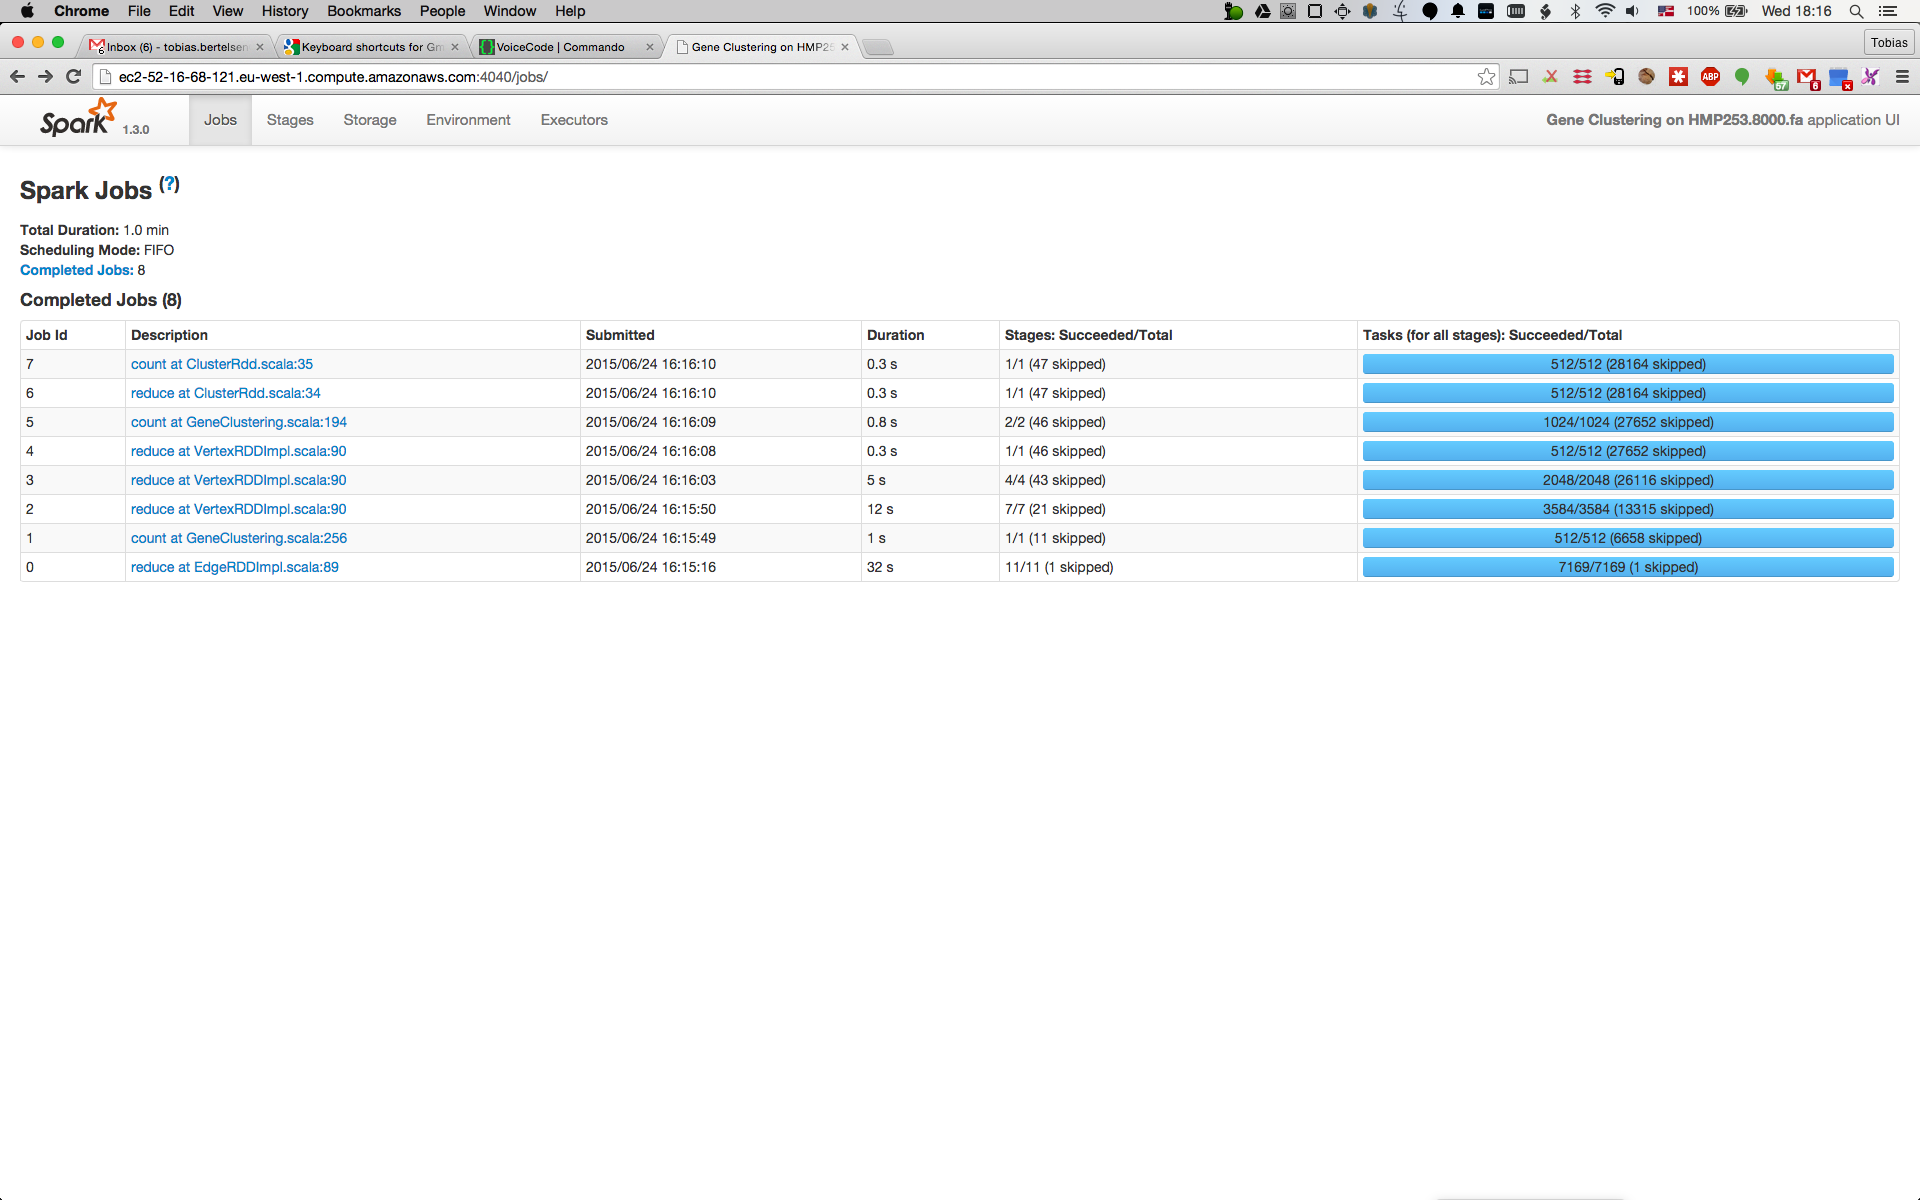 Chrome File Edit View History Bookmarks People Window Help 100% Wed 18:16
Inbox (6) - tobias.bertelsen Keyboard shortcuts for Gm VoiceCode | Commando Gene Clustering on HMP253 Tobias
ec2-52-16-68-121.eu-west-1.compute.amazonaws.com:4040/jobs/ ABP 67 6 x
Spark 1.3.0 Jobs Stages Storage Environment Executors Gene Clustering on HMP253.8000.fa application UI
Spark Jobs (?)
Total Duration: 1.0 min
Scheduling Mode: FIFO
Completed Jobs: 8
Completed Jobs (8)
Job Id Description Submitted Duration Stages: Succeeded/Total Tasks (for all stages): Succeeded/Total
7 count at ClusterRdd.scala:35 2015/06/24 16:16:10 0.3 s 1/1 (47 skipped) 512/512 (28164 skipped)
6 reduce at ClusterRdd.scala:34 2015/06/24 16:16:10 0.3 s 1/1 (47 skipped) 512/512 (28164 skipped)
5 count at GeneClustering.scala:194 2015/06/24 16:16:09 0.8 s 2/2 (46 skipped) 1024/1024 (27652 skipped)
4 reduce at VertexRDDImpl.scala:90 2015/06/24 16:16:08 0.3 s 1/1 (46 skipped) 512/512 (27652 skipped)
3 reduce at VertexRDDImpl.scala:90 2015/06/24 16:16:03 5 s 4/4 (43 skipped) 2048/2048 (26116 skipped)
2 reduce at VertexRDDImpl.scala:90 2015/06/24 16:15:50 12 s 7/7 (21 skipped) 3584/3584 (13315 skipped)
1 count at GeneClustering.scala:256 2015/06/24 16:15:49 1 s 1/1 (11 skipped) 512/512 (6658 skipped)
0 reduce at EdgeRDDImpl.scala:89 2015/06/24 16:15:16 32 s 11/11 (1 skipped) 7169/7169 (1 skipped)